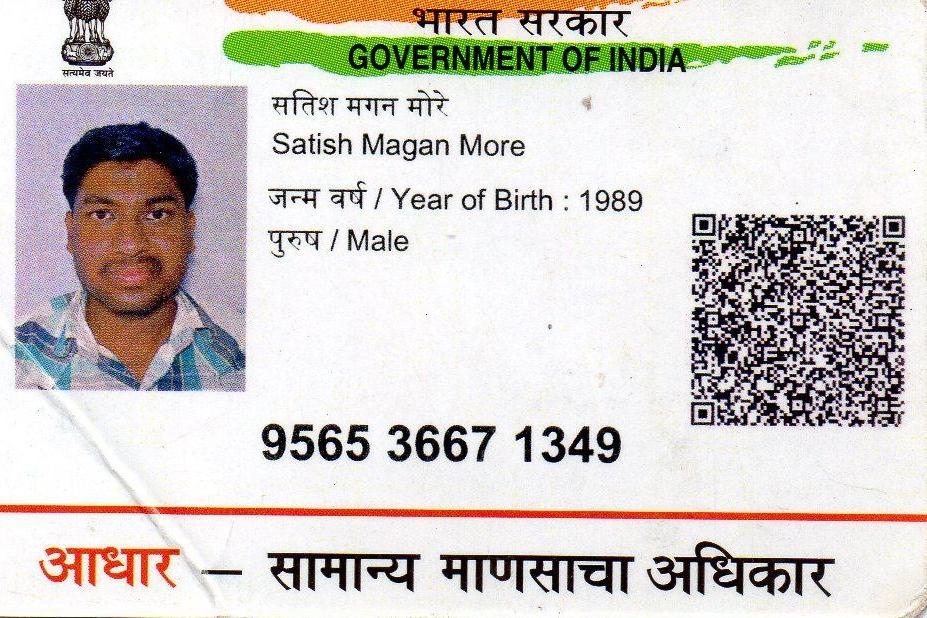 भारत सरकार
GOVERNMENT OF INDIA
सत्यमेव जयते
सतिश मगन मोरे
Satish Magan More
जन्म वर्ष / Year of Birth : 1989
पुरुष / Male
9565 3667 1349
आधार — सामान्य माणसाचा अधिकार